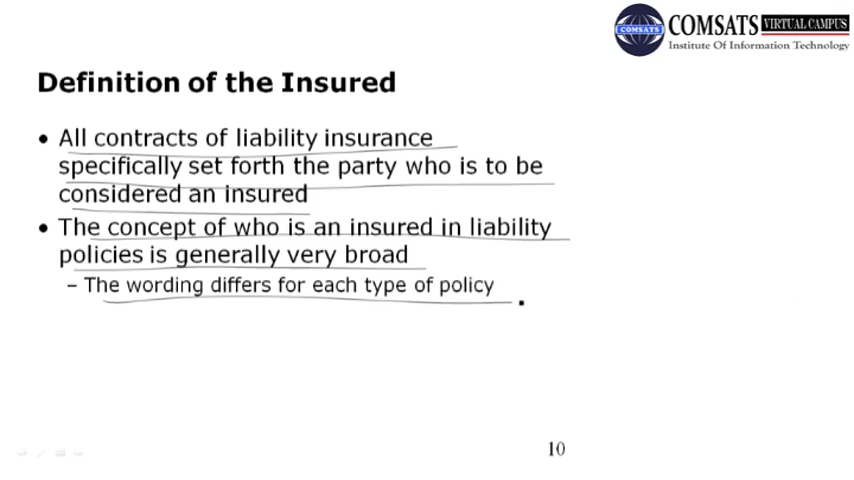 COMSATS VIRTUAL CAMPUS
COMSATS
Institute Of Information Technology
Definition of the Insured
• All contracts of liability insurance
specifically set forth the party who is to be
considered an insured
• The concept of who is an insured in liability
policies is generally very broad
– The wording differs for each type of policy
10